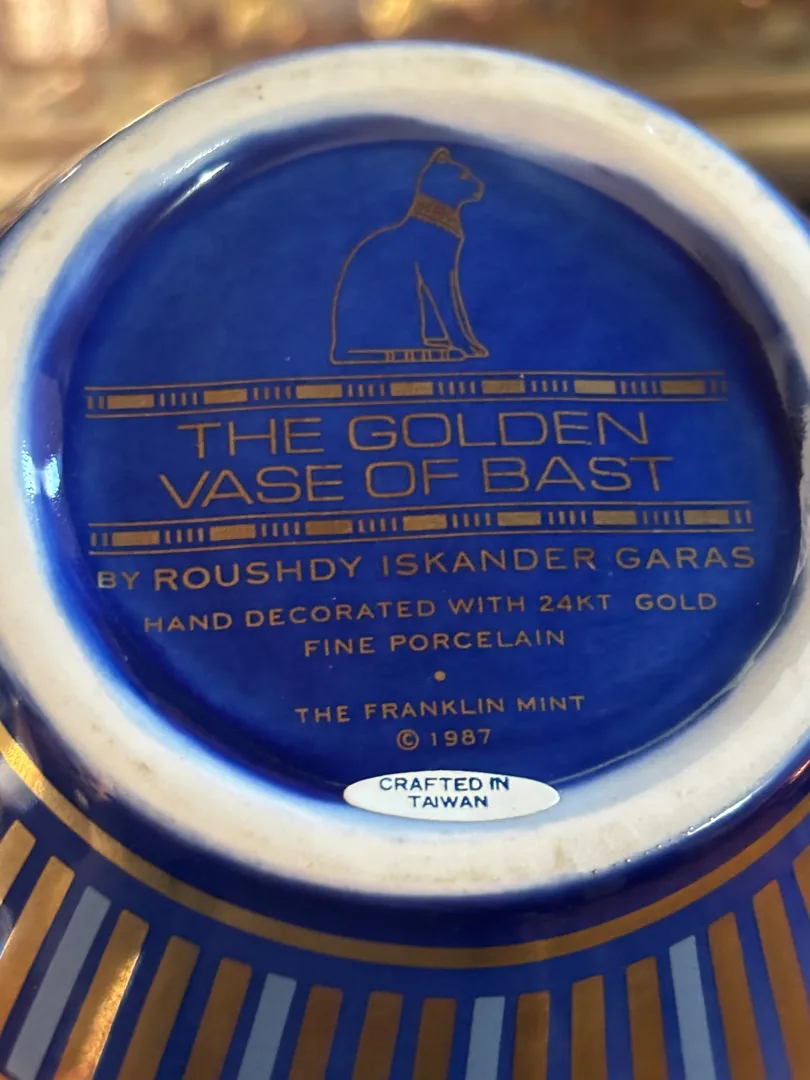 THE GOLDEN
VASE OF BAST
BY ROUSHDY ISKANDER GARAS
HAND DECORATED WITH 24KT GOLD
FINE PORCELAIN
•
THE FRANKLIN MINT
© 1987
CRAFTED IN
TAIWAN